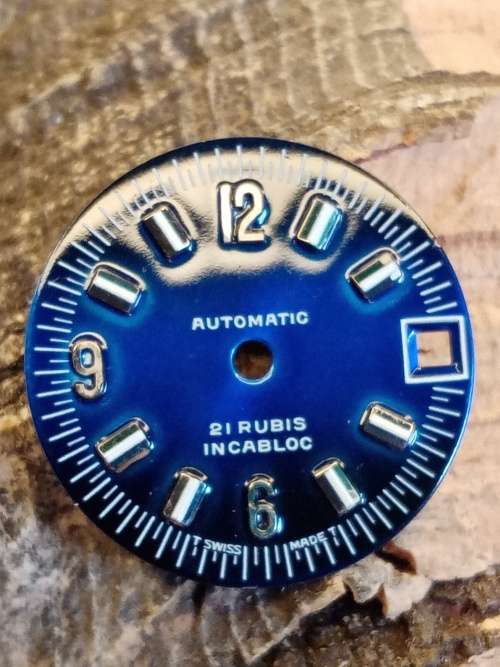 12
AUTOMATIC
9
21 RUBIS
INCABLOC
6
T SWISS MADE T